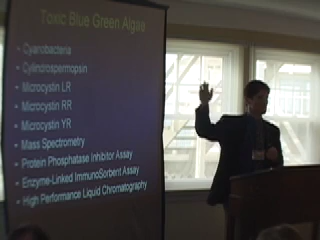 Toxic Blue Green Algae
Cyanobacteria
Cylindrospermopsin
Microcystin LR
Microcystin RR
Microcystin YR
Mass Spectrometry
Protein Phosphatase Inhibitor Assay
Enzyme-Linked ImmunoSorbent Assay
High Performance Liquid Chromatography